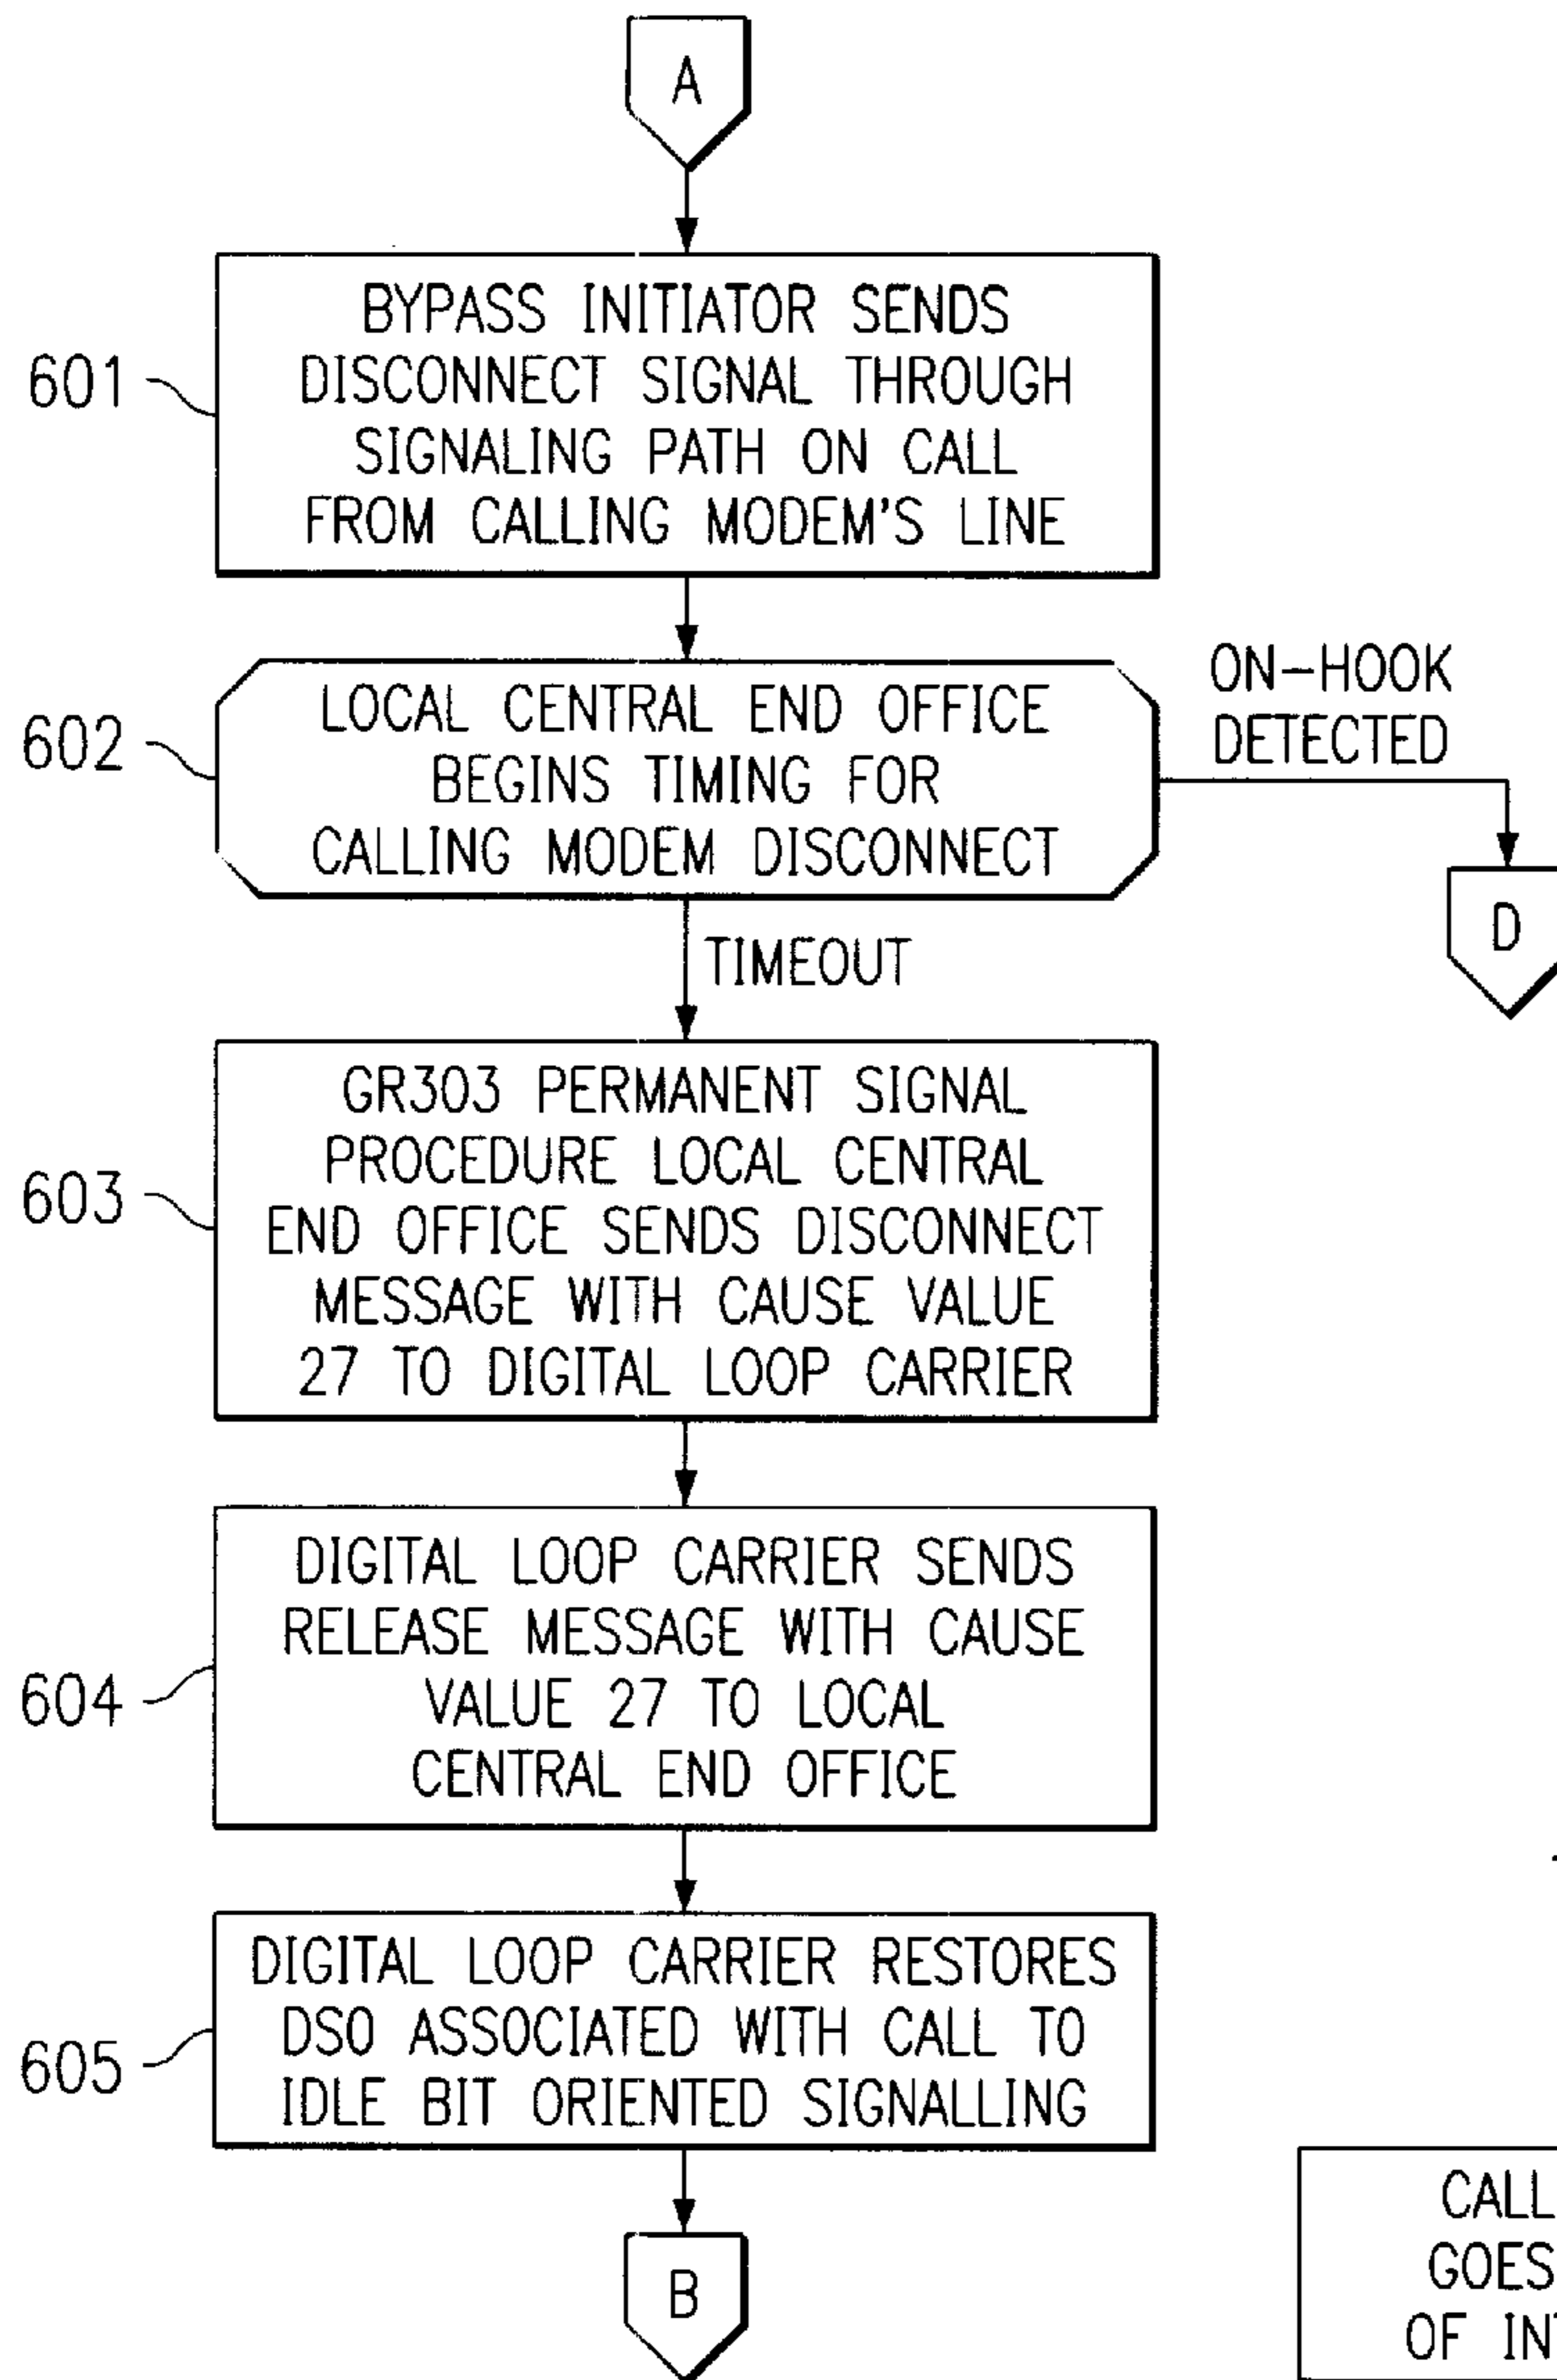 A
601
BYPASS INITIATOR SENDS
DISCONNECT SIGNAL THROUGH
SIGNALING PATH ON CALL
FROM CALLING MODEM'S LINE
602
LOCAL CENTRAL END OFFICE
BEGINS TIMING FOR
CALLING MODEM DISCONNECT
ON-HOOK
DETECTED
D
TIMEOUT
603
GR303 PERMANENT SIGNAL
PROCEDURE LOCAL CENTRAL
END OFFICE SENDS DISCONNECT
MESSAGE WITH CAUSE VALUE
27 TO DIGITAL LOOP CARRIER
604
DIGITAL LOOP CARRIER SENDS
RELEASE MESSAGE WITH CAUSE
VALUE 27 TO LOCAL
CENTRAL END OFFICE
605
DIGITAL LOOP CARRIER RESTORES
DS0 ASSOCIATED WITH CALL TO
IDLE BIT ORIENTED SIGNALLING
B
CALL
GOES
OF